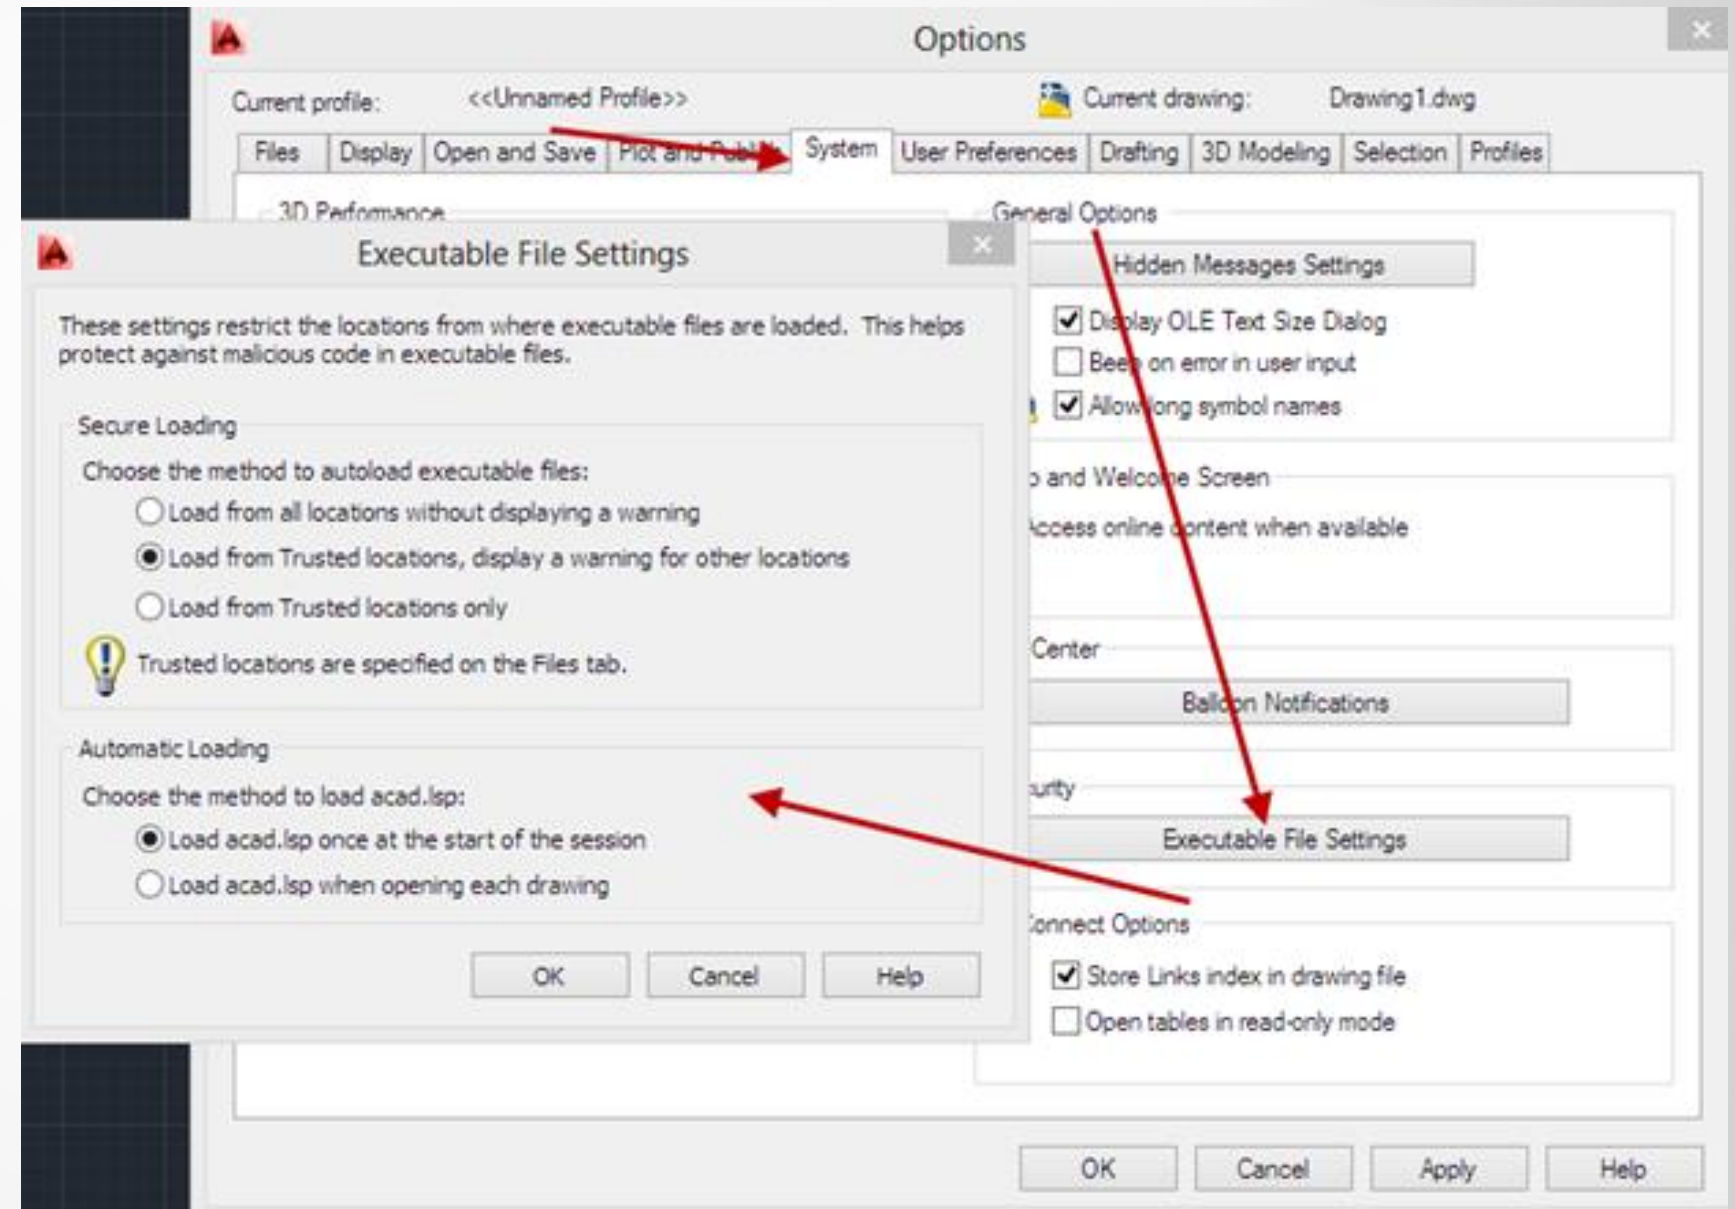 Options
Current profile: <<Unnamed Profile>> Current drawing: Drawing1.dwg
Files Display Open and Save Plot and Publish System User Preferences Drafting 3D Modeling Selection Profiles
3D Performance
General Options
Hidden Messages Settings
Display OLE Text Size Dialog
Beep on error in user input
Allow long symbol names
and Welcome Screen
Access online content when available
Center
Balloon Notifications
Executable File Settings
Connect Options
Store Links index in drawing file
Open tables in read-only mode
OK Cancel Apply Help
Executable File Settings
These settings restrict the locations from where executable files are loaded. This helps
protect against malicious code in executable files.
Secure Loading
Choose the method to autoload executable files:
Load from all locations without displaying a warning
Load from Trusted locations, display a warning for other locations
Load from Trusted locations only
Trusted locations are specified on the Files tab.
Automatic Loading
Choose the method to load acad.lsp:
Load acad.lsp once at the start of the session
Load acad.lsp when opening each drawing
OK Cancel Help